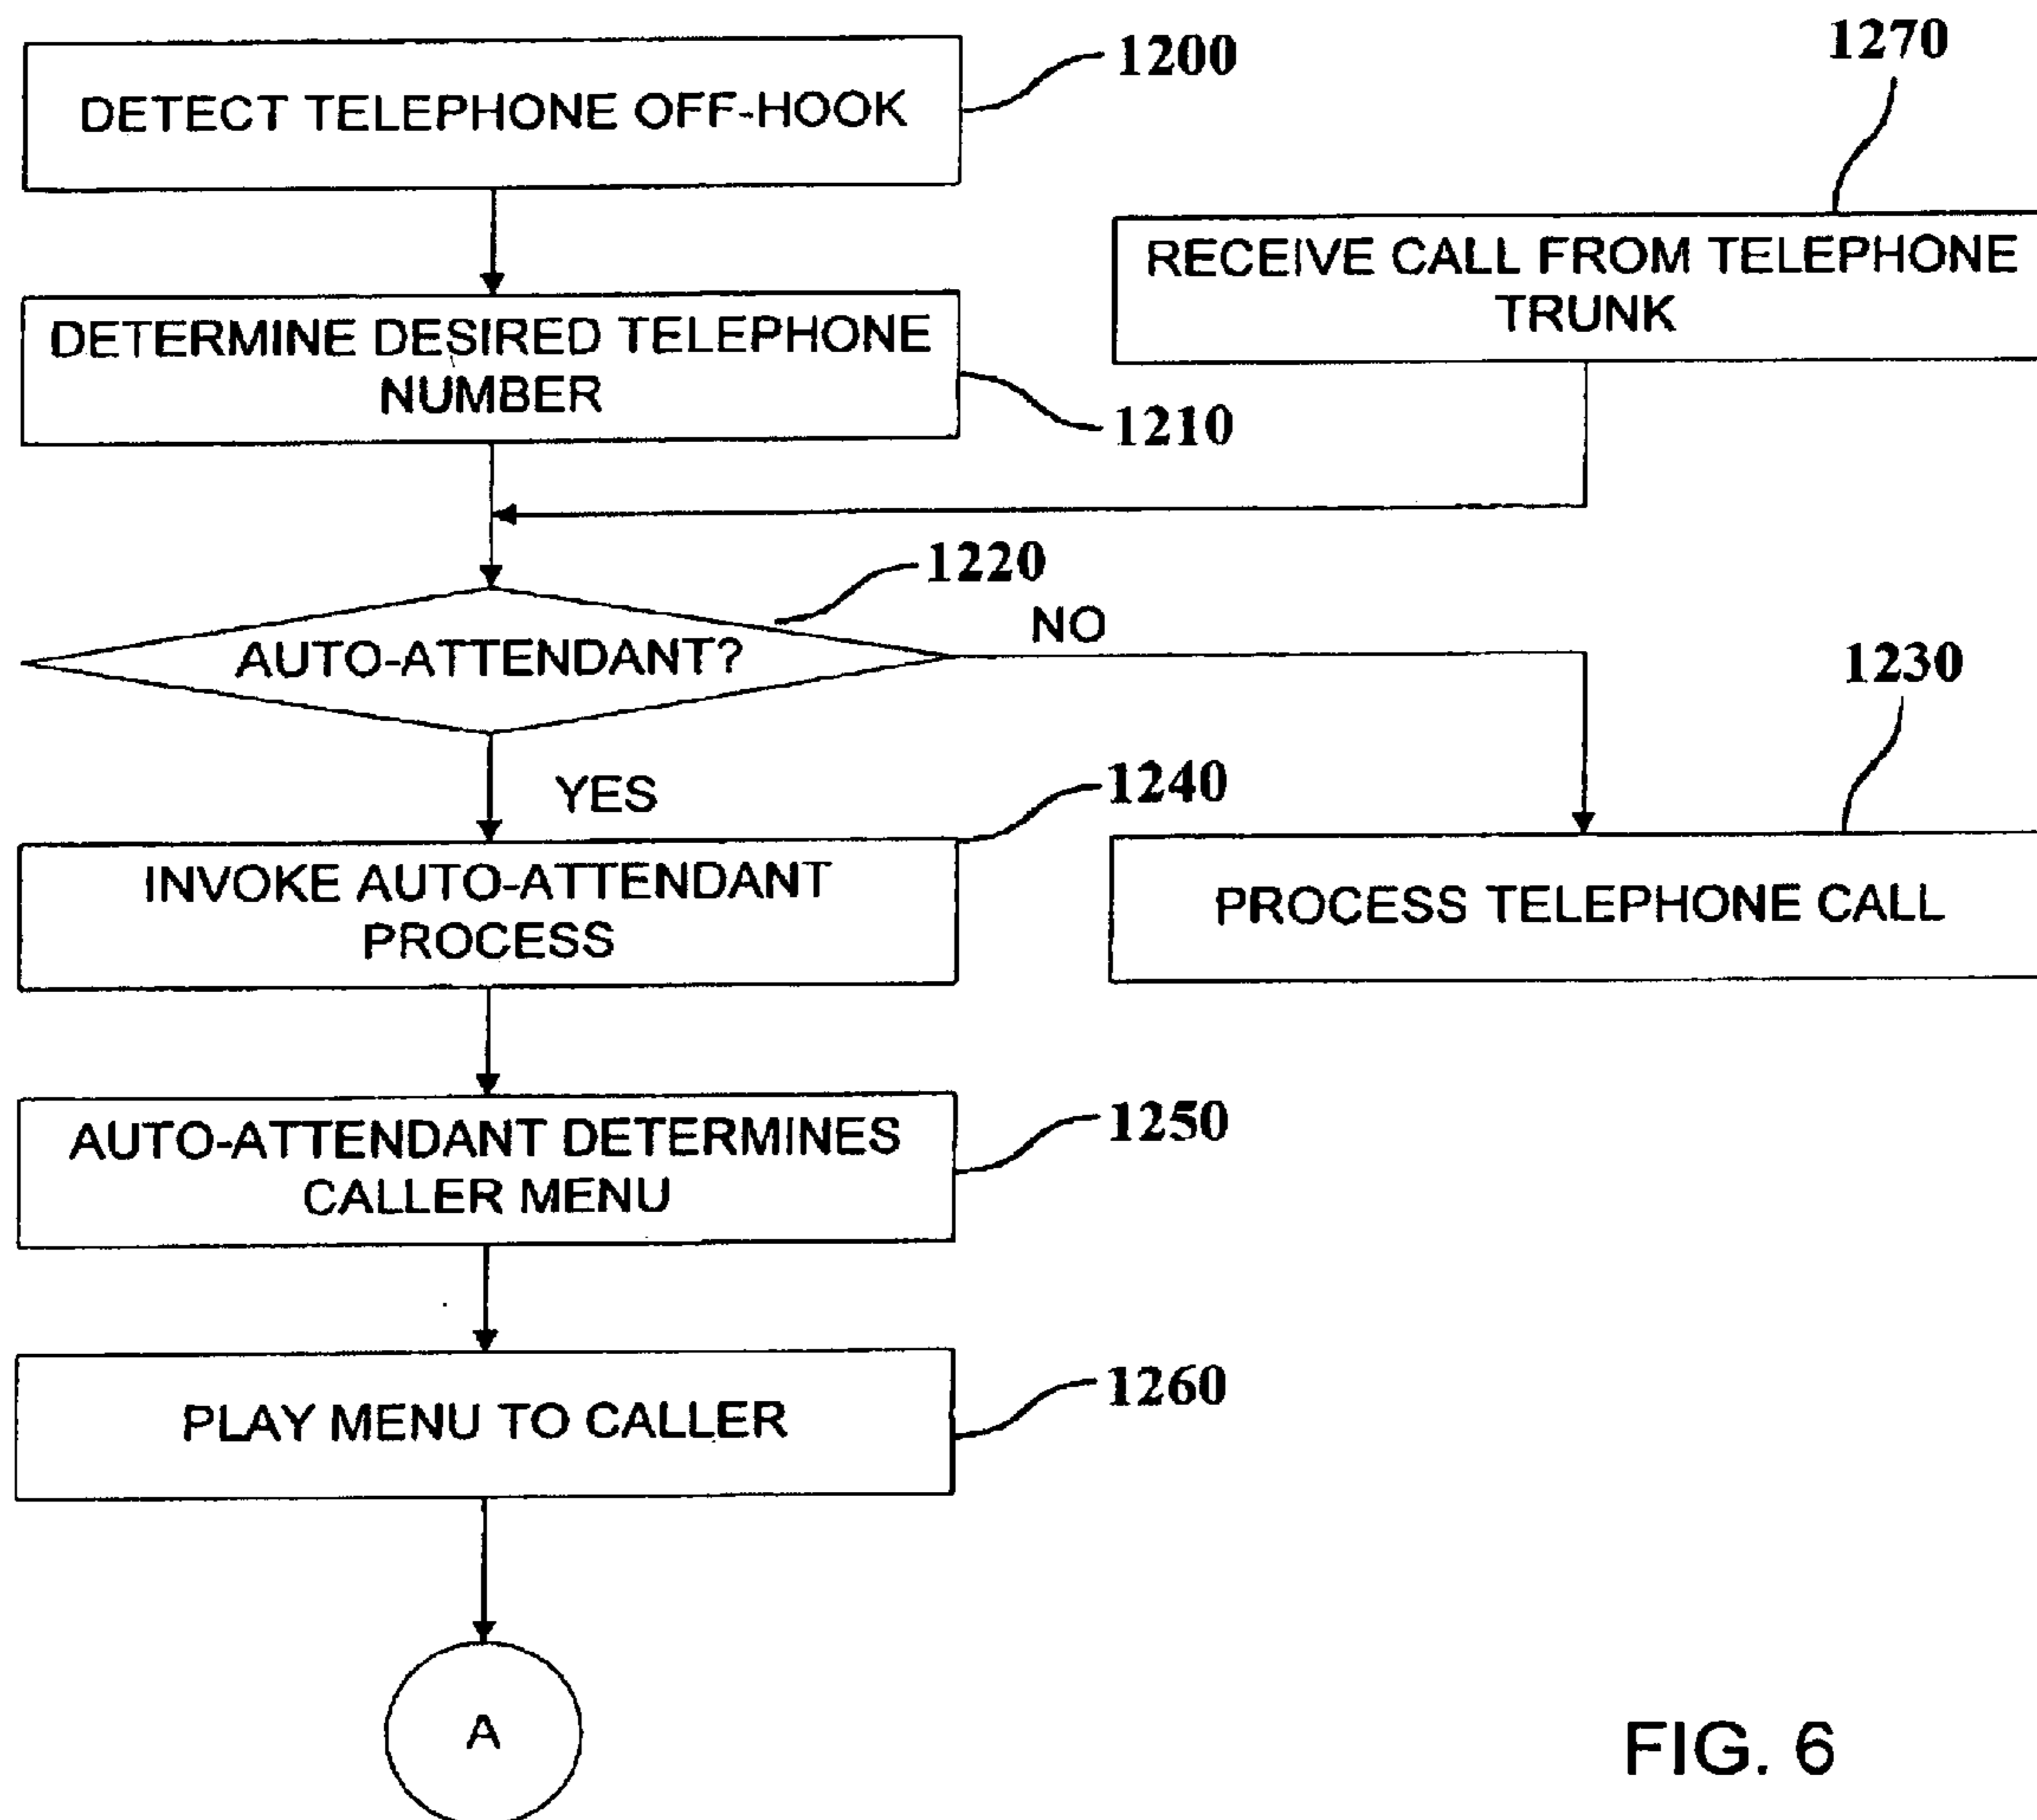 DETECT TELEPHONE OFF-HOOK
1200
1270
RECEIVE CALL FROM TELEPHONE
TRUNK
DETERMINE DESIRED TELEPHONE
NUMBER
1210
1220
AUTO-ATTENDANT?
NO
YES
1230
1240
INVOKE AUTO-ATTENDANT
PROCESS
PROCESS TELEPHONE CALL
AUTO-ATTENDANT DETERMINES
CALLER MENU
1250
PLAY MENU TO CALLER
1260
A
FIG. 6